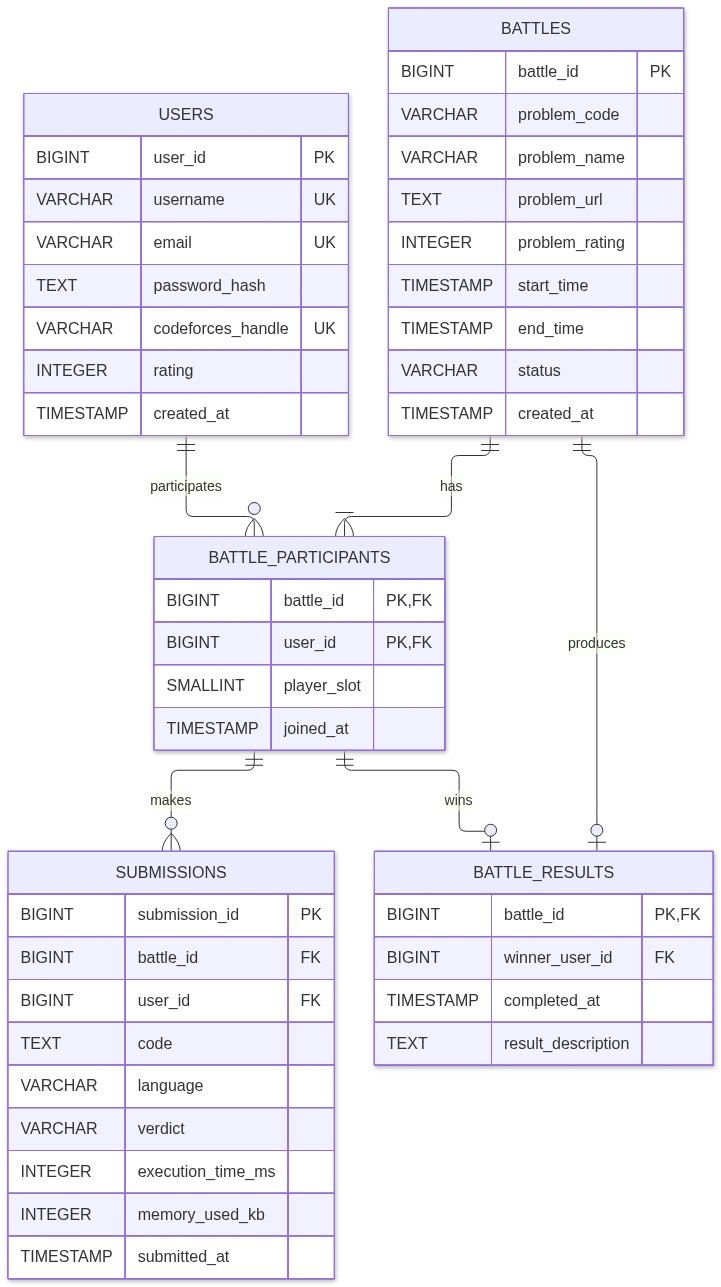 BATTLES
BIGINT battle_id PK
VARCHAR problem_code
VARCHAR problem_name
TEXT problem_url
INTEGER problem_rating
TIMESTAMP start_time
TIMESTAMP end_time
VARCHAR status
TIMESTAMP created_at
USERS
BIGINT user_id PK
VARCHAR username UK
VARCHAR email UK
TEXT password_hash
VARCHAR codeforces_handle UK
INTEGER rating
TIMESTAMP created_at
participates
has
produces
BATTLE_PARTICIPANTS
BIGINT battle_id PK,FK
BIGINT user_id PK,FK
SMALLINT player_slot
TIMESTAMP joined_at
makes
wins
SUBMISSIONS
BIGINT submission_id PK
BIGINT battle_id FK
BIGINT user_id FK
TEXT code
VARCHAR language
VARCHAR verdict
INTEGER execution_time_ms
INTEGER memory_used_kb
TIMESTAMP submitted_at
BATTLE_RESULTS
BIGINT battle_id PK,FK
BIGINT winner_user_id FK
TIMESTAMP completed_at
TEXT result_description